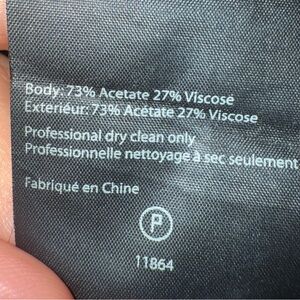 Body: 73% Acetate 27% Viscose
Extérieur: 73% Acetate 27% Viscose
Professional dry clean only
Professionnelle nettoyage à sec seulement
Fabriqué en Chine
P
11864